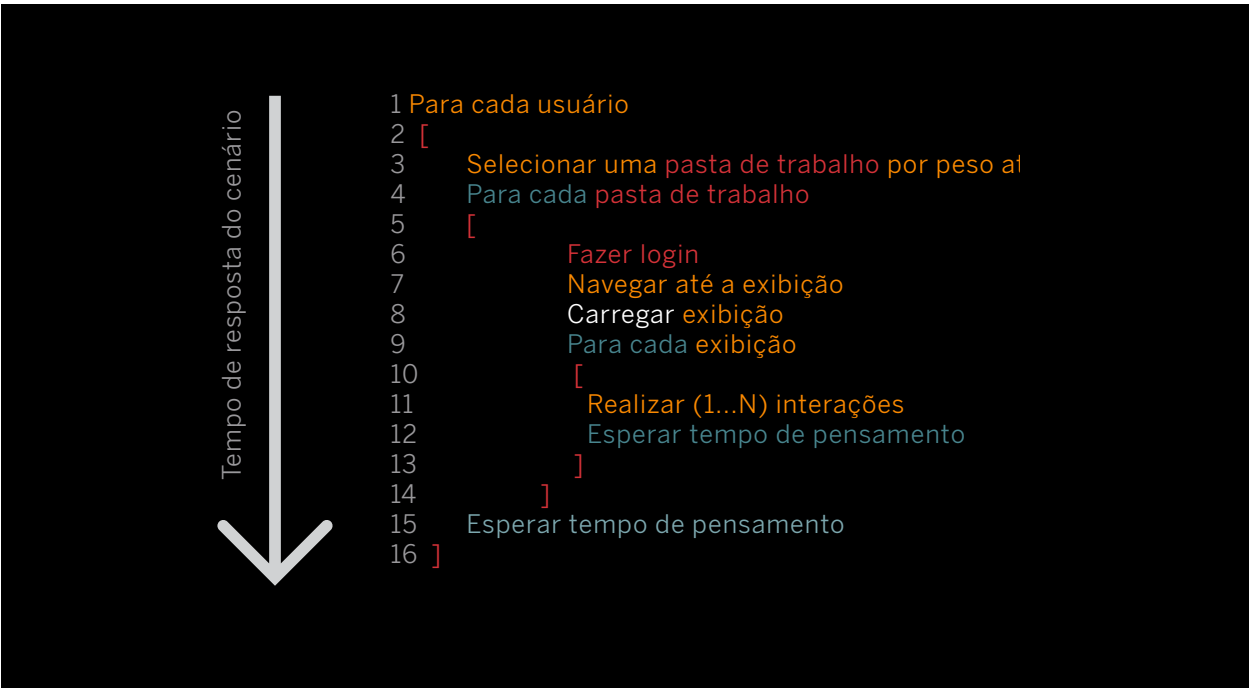 Tempo de resposta do cenário
1 Para cada usuário
2 [
3 Selecionar uma pasta de trabalho por peso
4 Para cada pasta de trabalho
5 [
6 Fazer login
7 Navegar até a exibição
8 Carregar exibição
9 Para cada exibição
10 [
11 Realizar (1...N) interações
12 Esperar tempo de pensamento
13 ]
14 ]
15 Esperar tempo de pensamento
16 ]